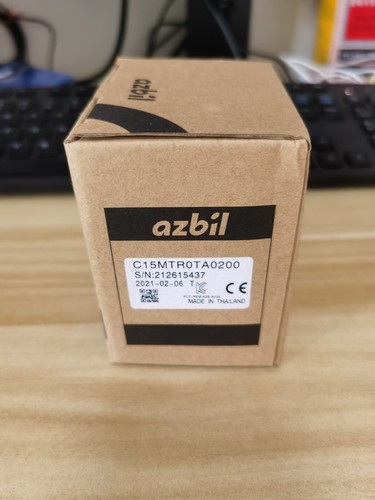 azbil
azbil
C15MTR0TA0200
S/N:212615437
2021-02-06 T
CE
MADE IN THAILAND